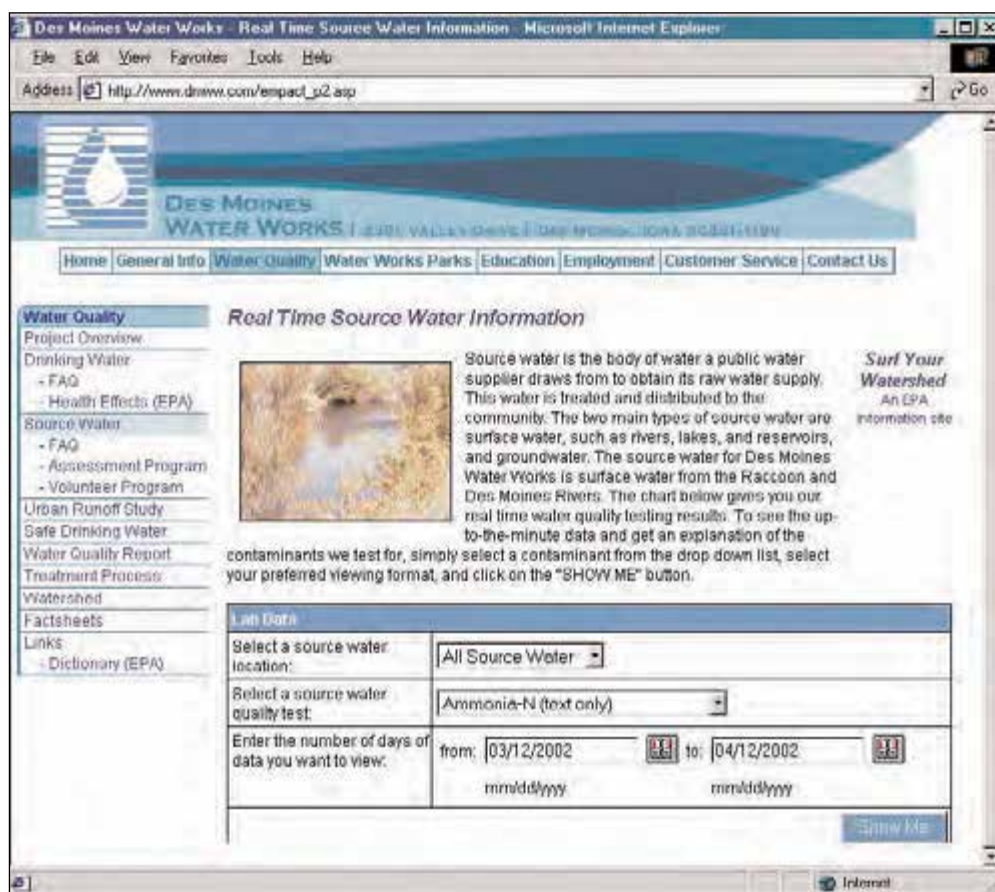 Des Moines Water Works - Real Time Source Water Information - Microsoft Internet Explorer
File Edit View Favorites Tools Help
Address http://www.dmww.com/empact_p2.asp Go
DES MOINES
WATER WORKS | 2201 VALLEY DRIVE | DES MOINES, IOWA
Home General Info Water Quality Water Works Parks Education Employment Customer Service Contact Us
Water Quality
Project Overview
Drinking Water
- FAQ
- Health Effects (EPA)
Source Water
- FAQ
- Assessment Program
- Volunteer Program
Urban Runoff Study
Safe Drinking Water
Water Quality Report
Treatment Process
Watershed
Factsheets
Links
- Dictionary (EPA)
Real Time Source Water Information
Source water is the body of water a public water
supplier draws from to obtain its raw water supply.
This water is treated and distributed to the
community. The two main types of source water are
surface water, such as rivers, lakes, and reservoirs,
and groundwater. The source water for Des Moines
Water Works is surface water from the Raccoon and
Des Moines Rivers. The chart below gives you our
real time water quality testing results. To see the up-
to-the-minute data and get an explanation of the
contaminants we test for, simply select a contaminant from the drop down list, select
your preferred viewing format, and click on the "SHOW ME" button.
Surf Your
Watershed
An EPA
information site
Lab Data
Select a source water
location:
All Source Water
Select a source water
quality test:
Ammonia-N (text only)
Enter the number of days of
data you want to view:
from: 03/12/2002 to: 04/12/2002
mm/dd/yyyy mm/dd/yyyy
Show Me
Internet